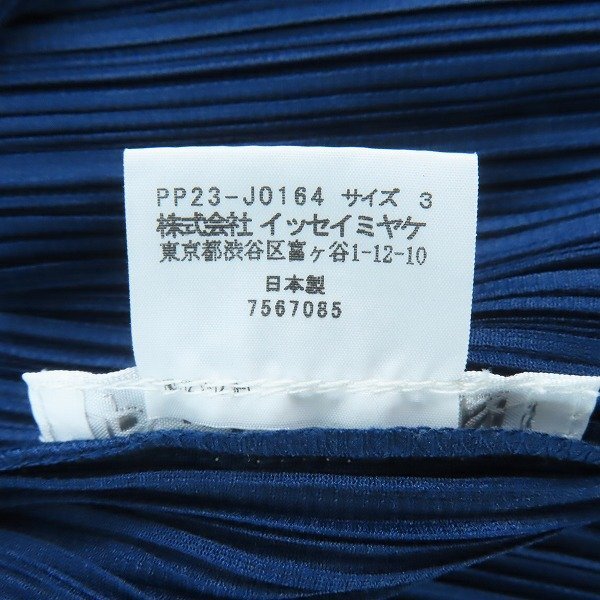 PP23-J0164 サイズ 3
株式会社 イッセイミヤケ
東京都渋谷区富ヶ谷1-12-10
日本製
7567085